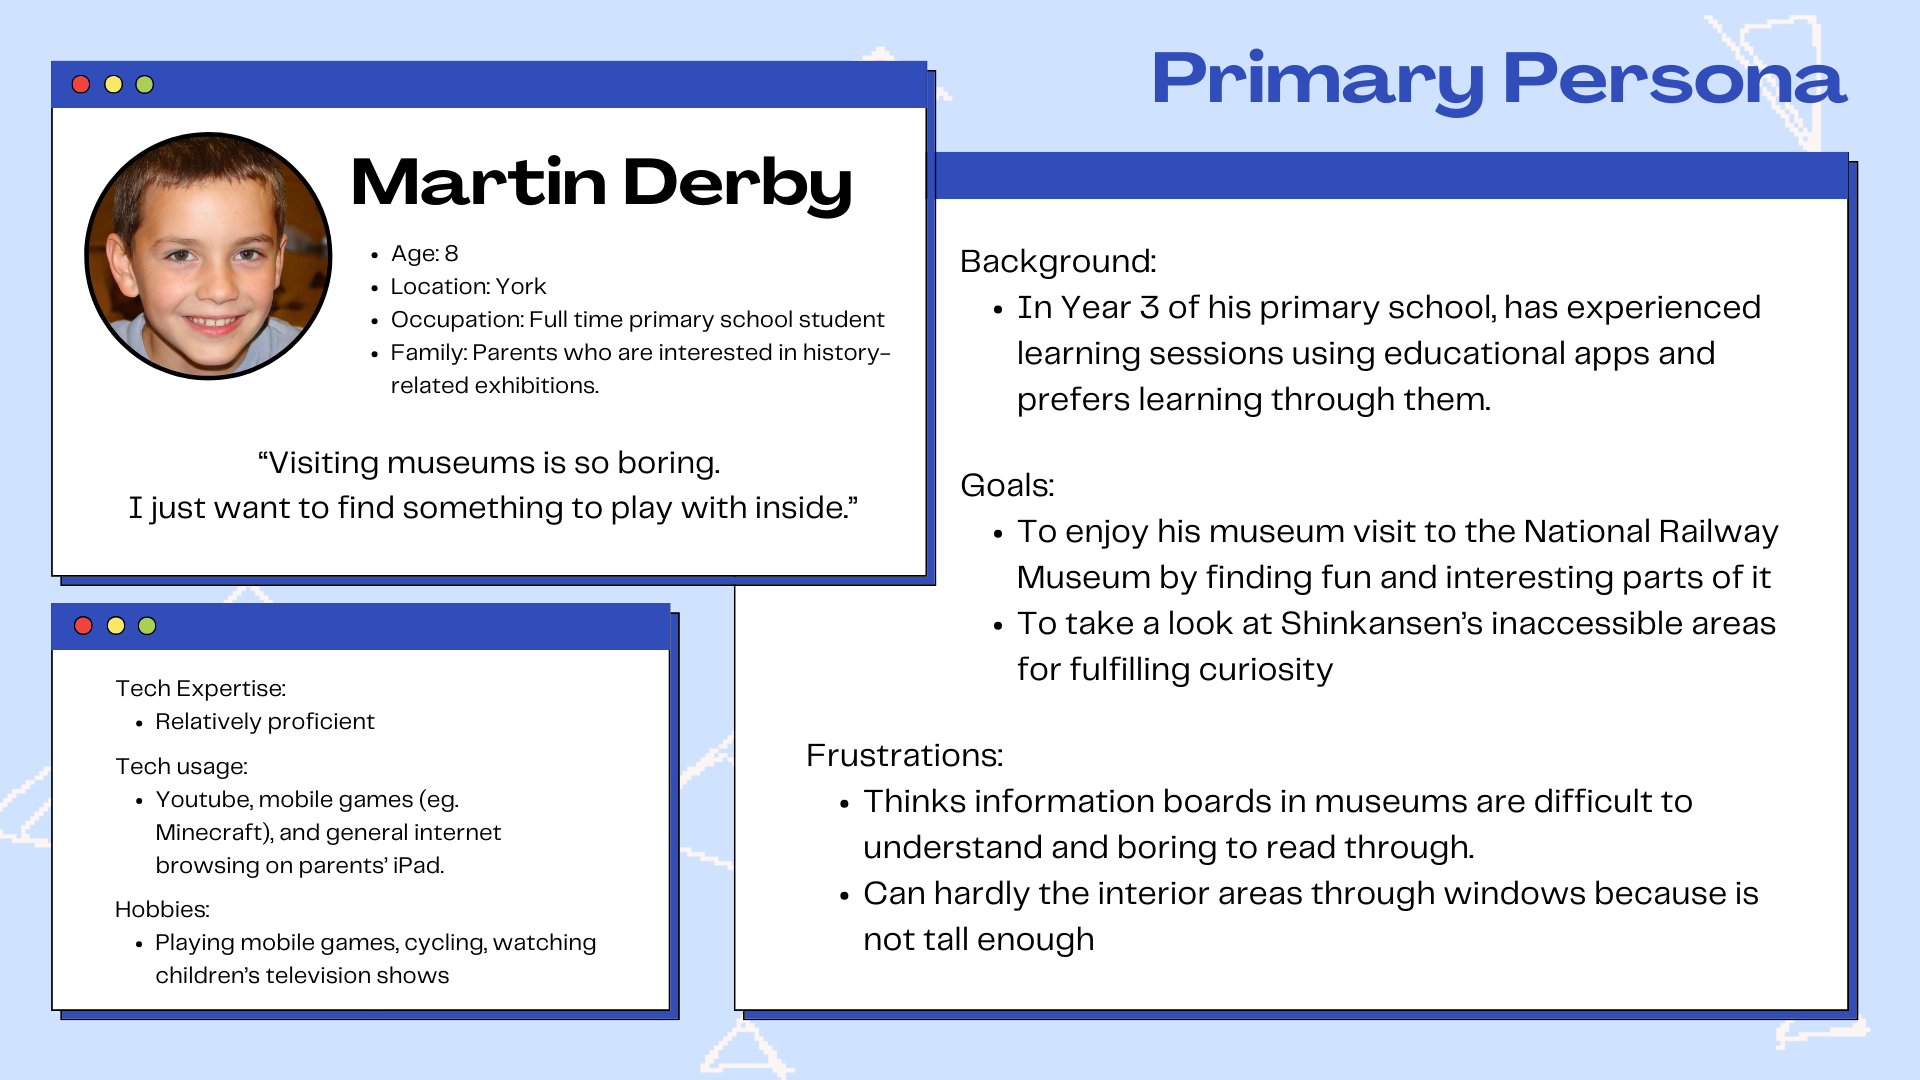 Primary Persona
Martin Derby
• Age: 8
• Location: York
• Occupation: Full time primary school student
• Family: Parents who are interested in history-
related exhibitions.
“Visiting museums is so boring.
I just want to find something to play with inside.”
Tech Expertise:
• Relatively proficient
Tech usage:
• Youtube, mobile games (eg.
Minecraft), and general internet
browsing on parents’ iPad.
Hobbies:
• Playing mobile games, cycling, watching
children’s television shows
Background:
• In Year 3 of his primary school, has experienced
learning sessions using educational apps and
prefers learning through them.
Goals:
• To enjoy his museum visit to the National Railway
Museum by finding fun and interesting parts of it
• To take a look at Shinkansen’s inaccessible areas
for fulfilling curiosity
Frustrations:
• Thinks information boards in museums are difficult to
understand and boring to read through.
• Can hardly the interior areas through windows because is
not tall enough